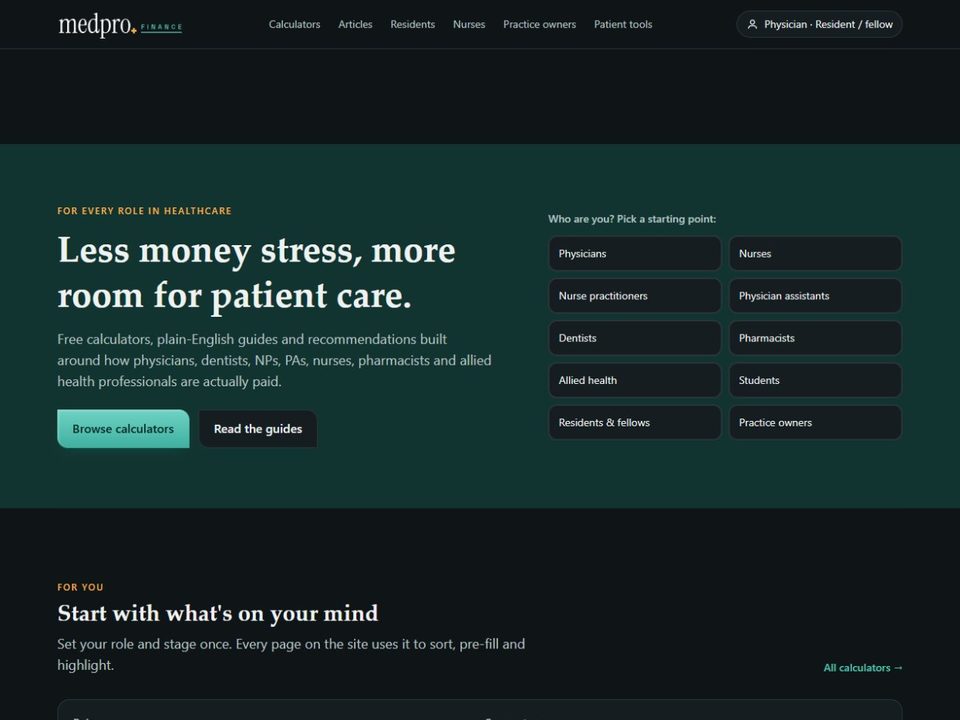 medpro FINANCE
Calculators Articles Residents Nurses Practice owners Patient tools
Physician · Resident / fellow
FOR EVERY ROLE IN HEALTHCARE
Less money stress, more
room for patient care.
Free calculators, plain-English guides and recommendations built
around how physicians, dentists, NPs, PAs, nurses, pharmacists and allied
health professionals are actually paid.
Browse calculators Read the guides
Who are you? Pick a starting point:
Physicians Nurses
Nurse practitioners Physician assistants
Dentists Pharmacists
Allied health Students
Residents & fellows Practice owners
FOR YOU
Start with what's on your mind
Set your role and stage once. Every page on the site uses it to sort, pre-fill and
highlight.
All calculators →